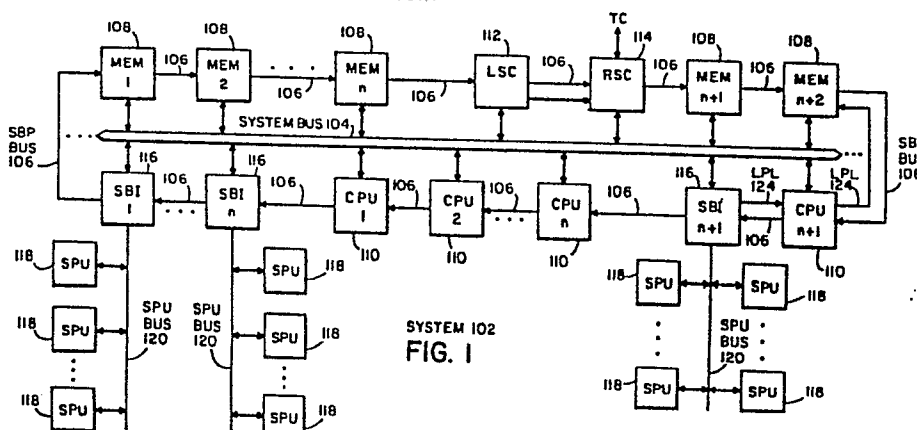 TC
108 108 108 112 114 108 108
MEM 1 106 MEM 2 106 MEM n 106 LSC 106 RSC 106 MEM n+1 106 MEM n+2
SBP BUS 106
SYSTEM BUS 104
SB
BUS
106
116 116 116 LPL 124 LPL 124
SBI 1 106 SBI n 106 CPU 1 106 CPU 2 106 CPU n 106 SBI n+1 106 CPU n+1
110 110 110 110
118 SPU SPU 118 118 SPU SPU 118
118 SPU SPU BUS 120 SPU BUS 120 SPU 118 SPU BUS 120
118 SPU SPU 118 118 SPU SPU 118
SYSTEM 102
FIG. 1